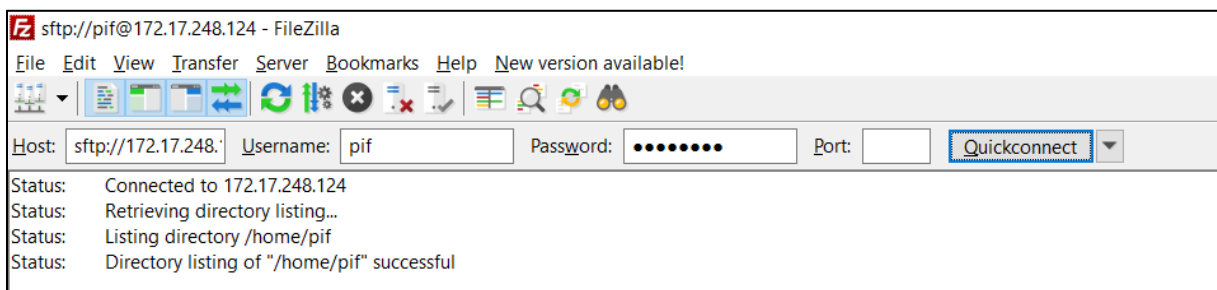 Fz sftp://pif@172.17.248.124 - FileZilla
File Edit View Transfer Server Bookmarks Help New version available!
Host: sftp://172.17.248. Username: pif Password: ●●●●●●●● Port: Quickconnect
Status: Connected to 172.17.248.124
Status: Retrieving directory listing...
Status: Listing directory /home/pif
Status: Directory listing of "/home/pif" successful